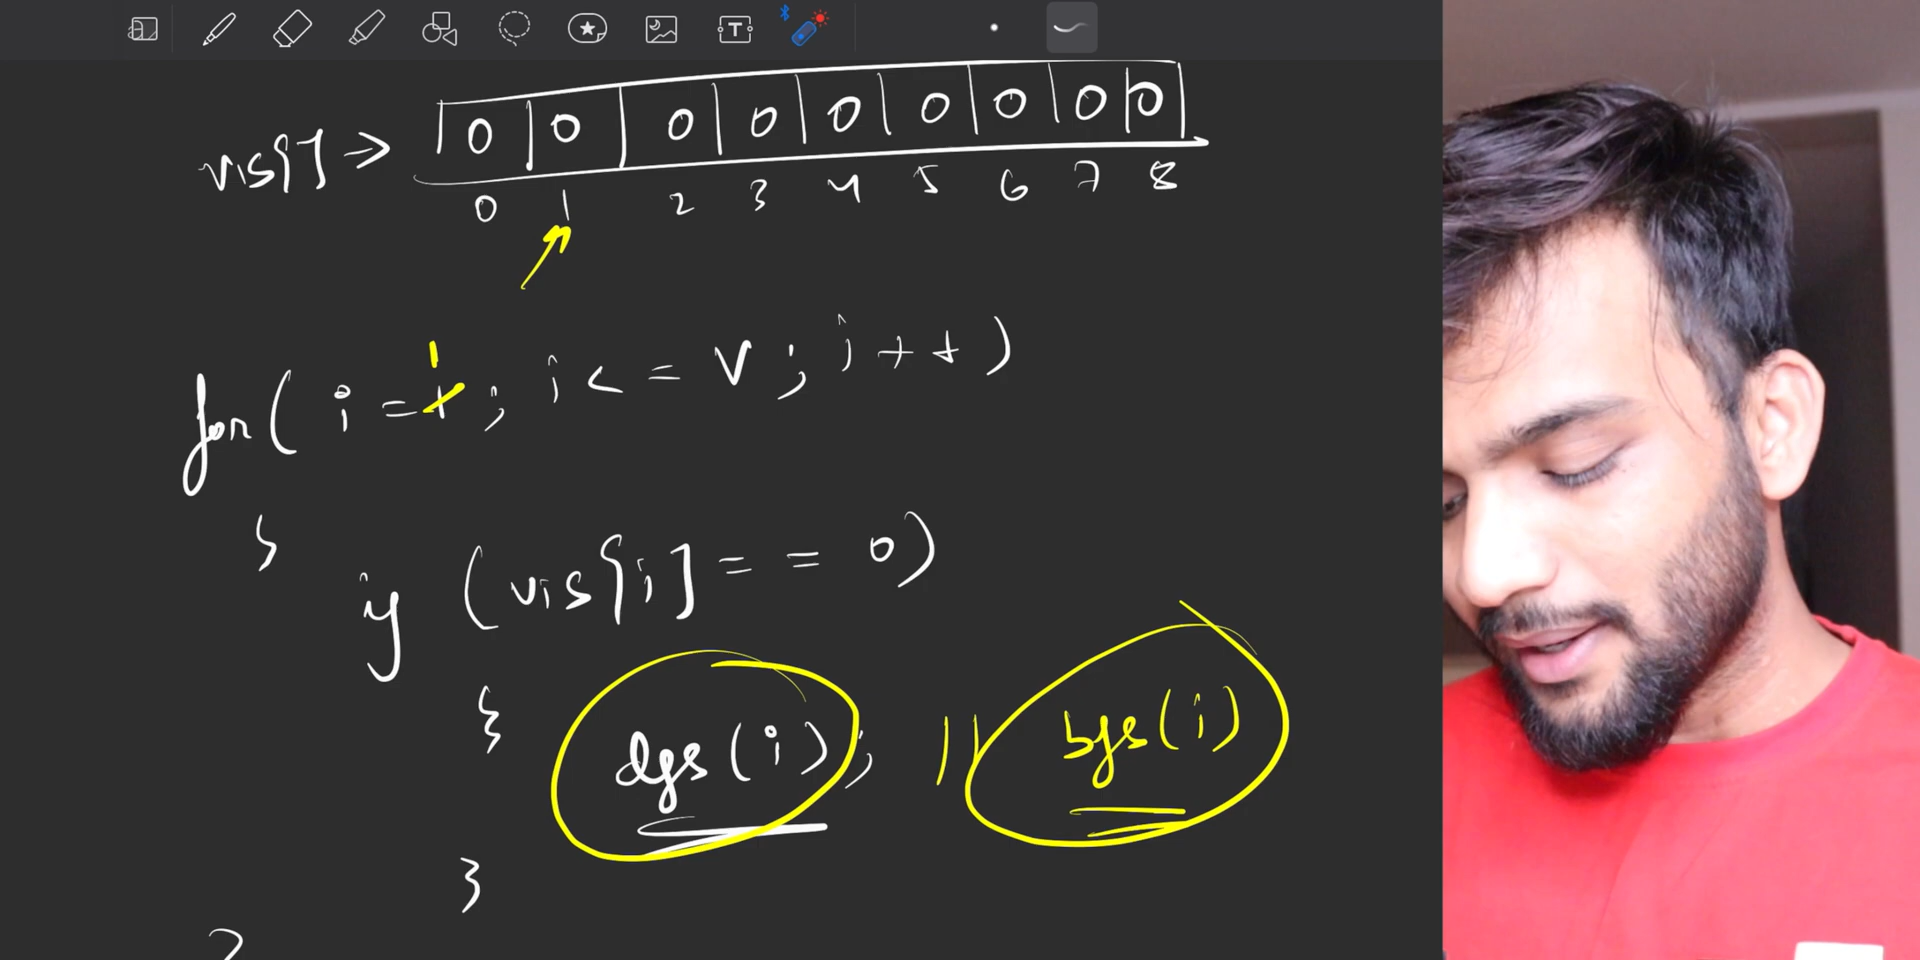 T
vis[] => 0 0 0 0 0 0 0 0 0
0 1 2 3 4 5 6 7 8
1
for( i=1; i<=V; i++)
{
if (vis[i]==0)
{
dfs(i); || bfs(i)
}
}